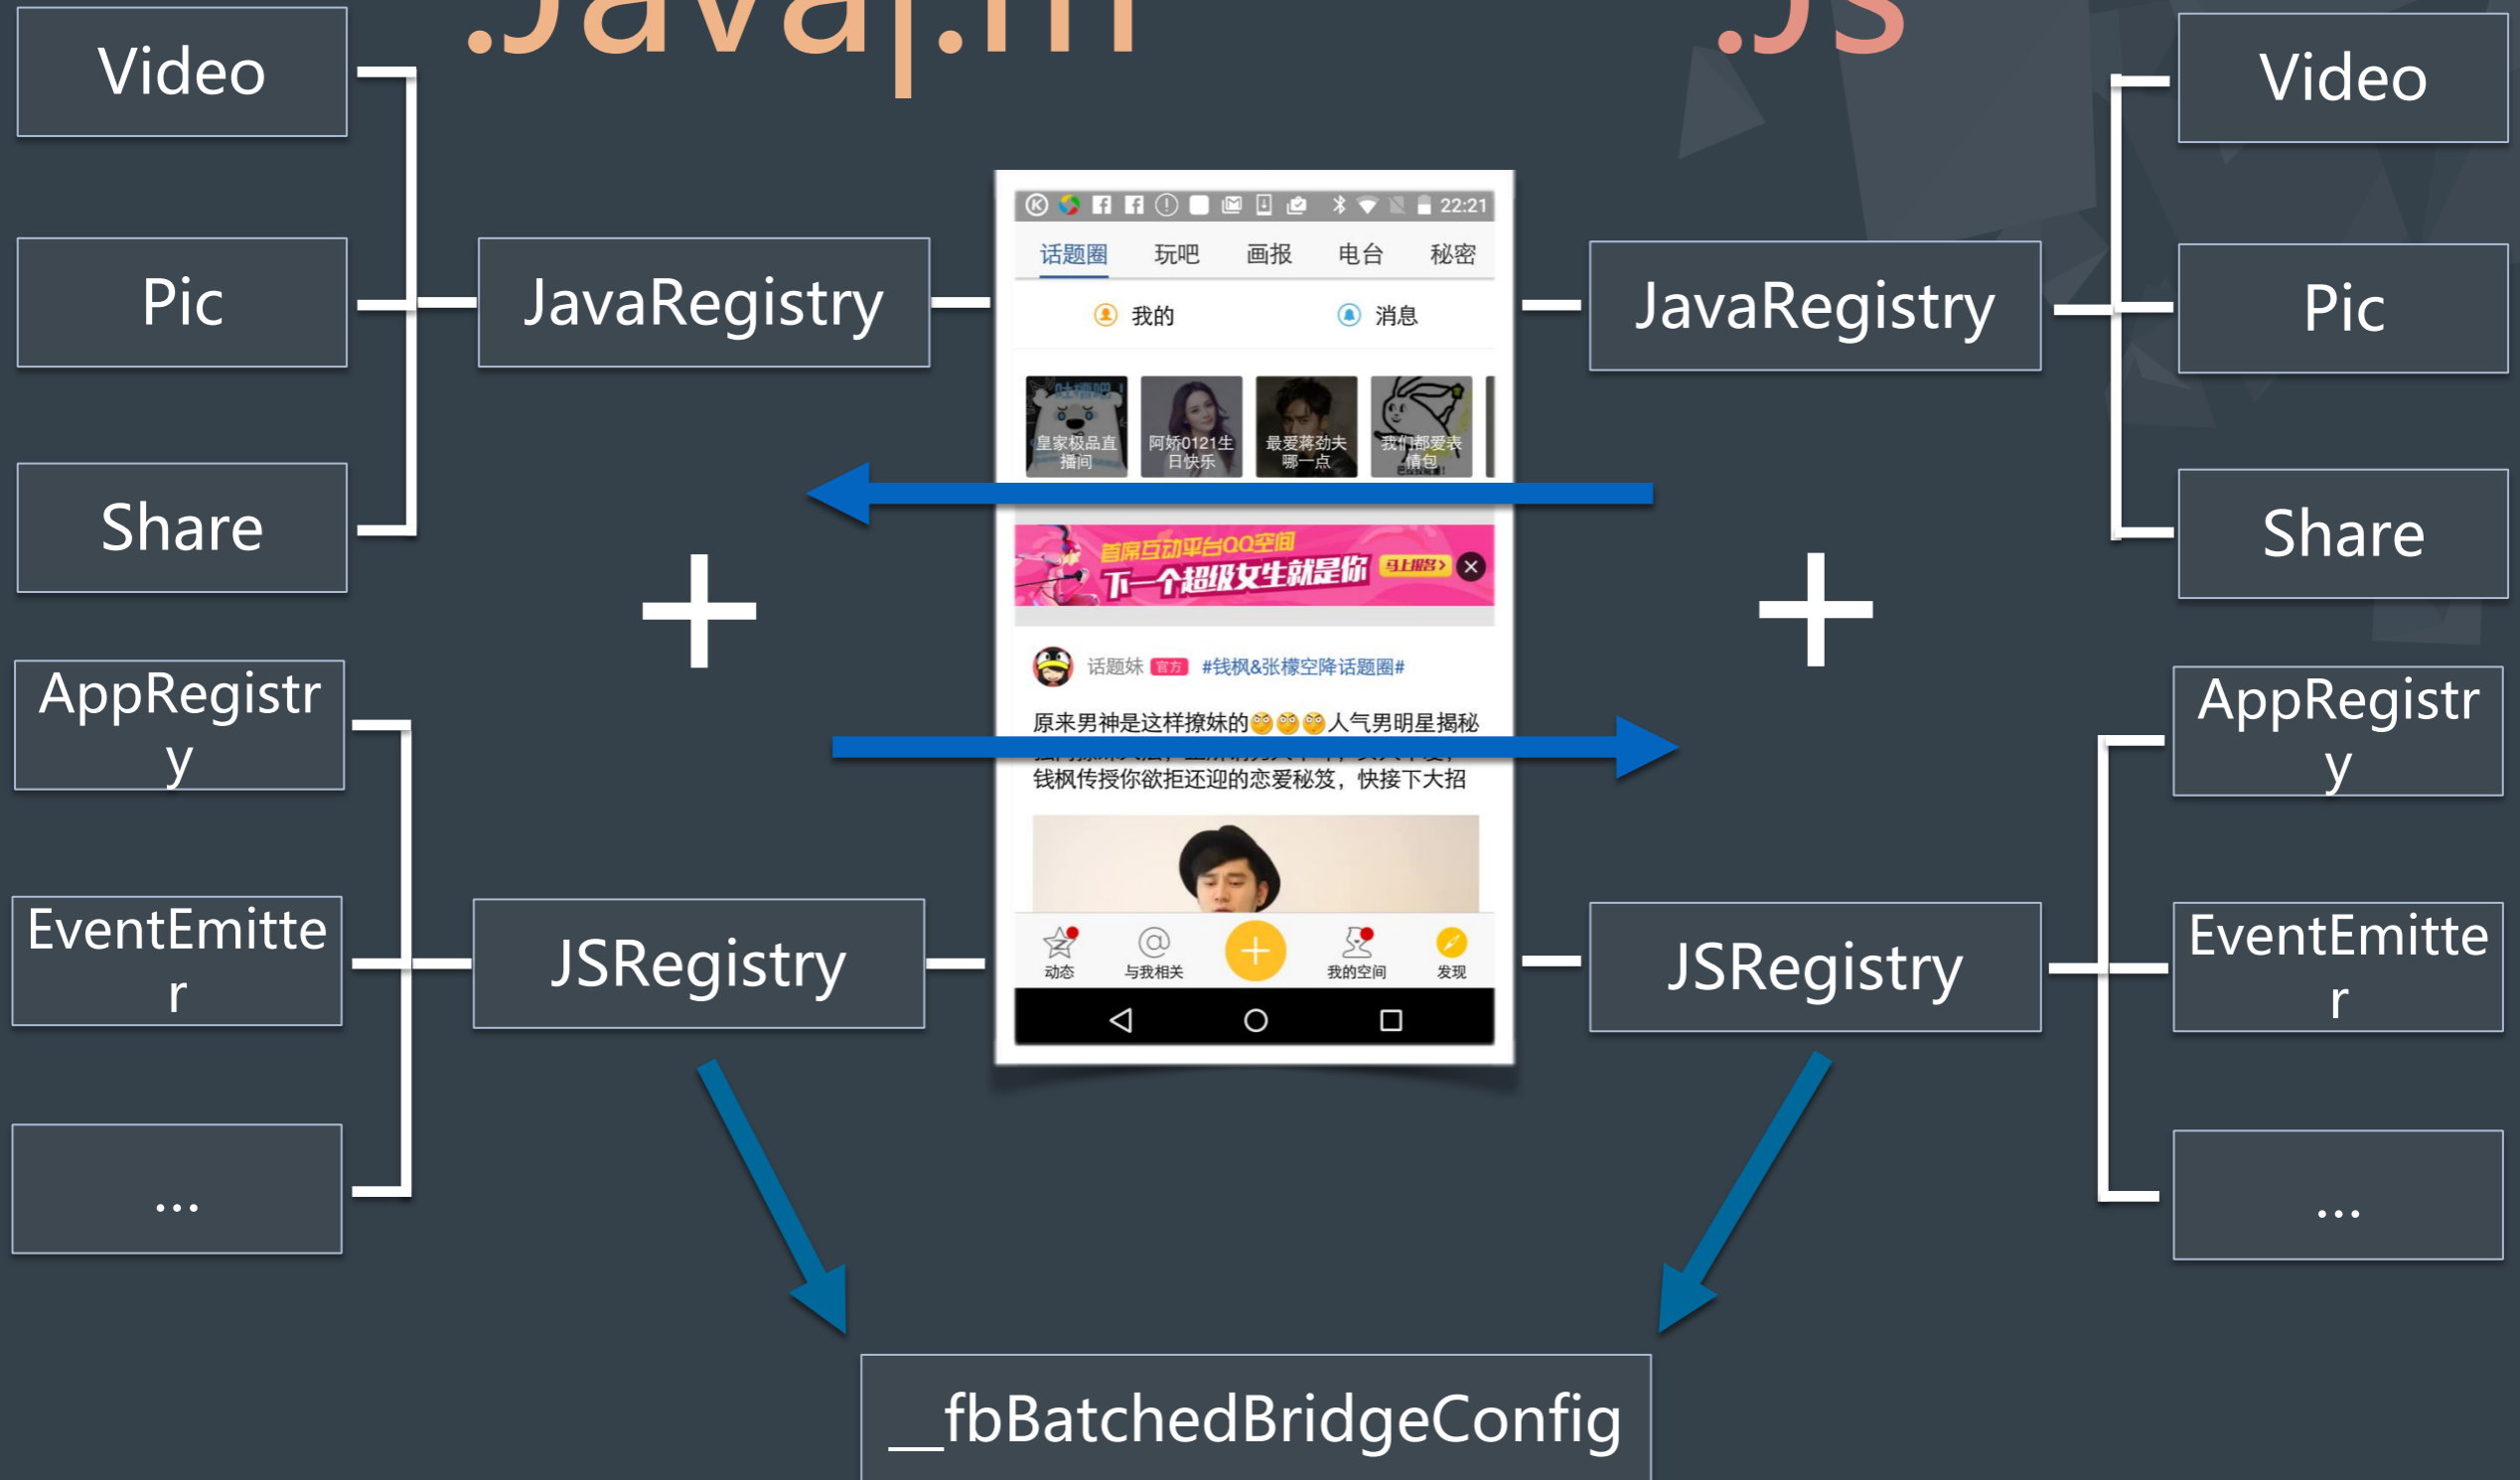 .Java|.m
.JS
Video
Pic
Share
JavaRegistry
AppRegistr
y
EventEmitte
r
...
JSRegistry
22:21
话题圈 玩吧 画报 电台 秘密
我的 消息
吐槽吧!
皇家极品直
播间
阿娇0121生
日快乐
最爱蒋劲夫
哪一点
我们都爱表
情包
首席互动平台QQ空间
下一个超级女生就是你
马上报名>
话题妹 官方 #钱枫&张檬空降话题圈#
原来男神是这样撩妹的 人气男明星揭秘
钱枫传授你欲拒还迎的恋爱秘笈，快接下大招
动态 与我相关 我的空间 发现
JavaRegistry
Video
Pic
Share
JSRegistry
AppRegistr
y
EventEmitte
r
...
__fbBatchedBridgeConfig